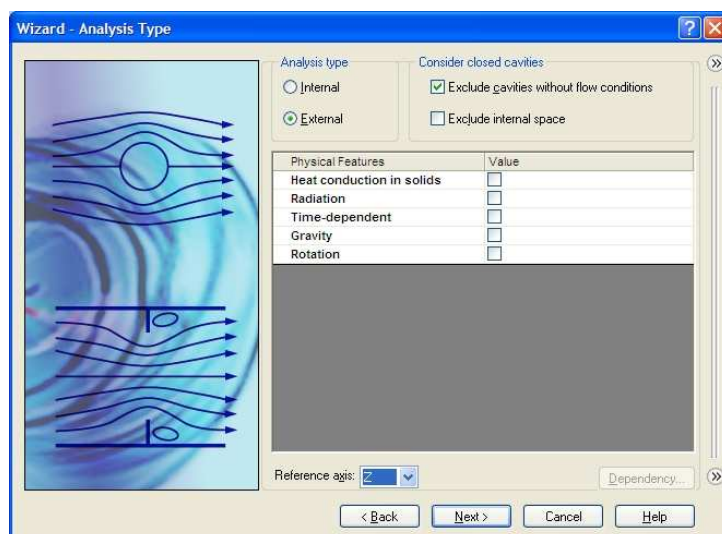 Wizard - Analysis Type
Analysis type
Internal
External
Consider closed cavities
Exclude cavities without flow conditions
Exclude internal space
Physical Features Value
Heat conduction in solids
Radiation
Time-dependent
Gravity
Rotation
Reference axis: Z
Dependency...
< Back Next > Cancel Help